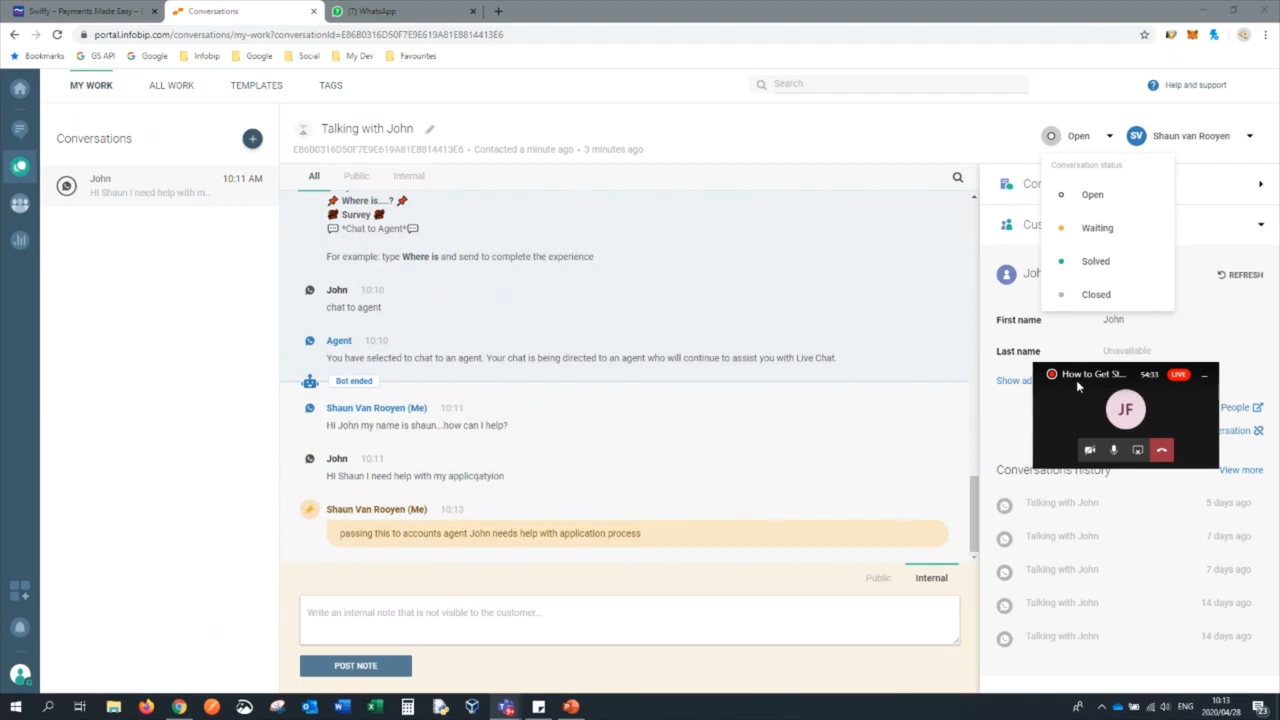 Swiffy – Payments Made Easy –
Conversations
(7) WhatsApp
portal.infobip.com/conversations/my-work?conversationId=E86B0316D50F7E9E619A81E8814413E6
Bookmarks
GS API
Google
Infobip
Google
Social
My Dev
Favourites
MY WORK
ALL WORK
TEMPLATES
TAGS
Search
Help and support
Conversations
John 10:11 AM
HI Shaun I need help with m...
Talking with John
E86B0316D50F7E9E619A81E8814413E6 • Contacted a minute ago • 3 minutes ago
Open
SV Shaun van Rooyen
Conversation status
Open
Waiting
Solved
Closed
All
Public
Internal
Where is....?
Survey
*Chat to Agent*
For example: type Where is and send to complete the experience
John 10:10
chat to agent
Agent 10:10
You have selected to chat to an agent. Your chat is being directed to an agent who will continue to assist you with Live Chat.
Bot ended
Shaun Van Rooyen (Me) 10:11
Hi John my name is shaun...how can I help?
John 10:11
HI Shaun I need help with my applicqatyion
Shaun Van Rooyen (Me) 10:13
passing this to accounts agent John needs help with application process
Public
Internal
Write an internal note that is not visible to the customer...
POST NOTE
REFRESH
First name John
Last name Unavailable
Show ad
People
ersation
How to Get St... 54:33 LIVE
JF
Conversations history
View more
Talking with John 5 days ago
Talking with John 7 days ago
Talking with John 7 days ago
Talking with John 14 days ago
Talking with John 14 days ago
10:13
2020/04/28
23